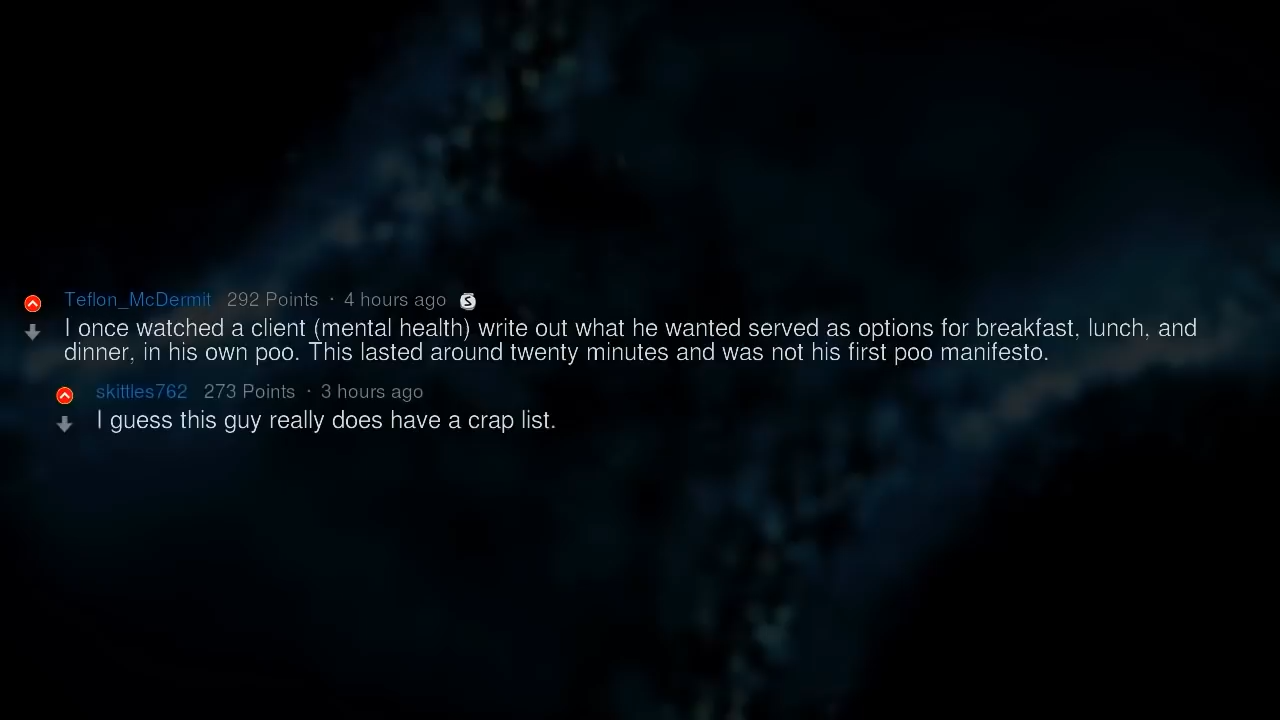 Teflon_McDermit 292 Points · 4 hours ago S
I once watched a client (mental health) write out what he wanted served as options for breakfast, lunch, and
dinner, in his own poo. This lasted around twenty minutes and was not his first poo manifesto.
skittles762 273 Points · 3 hours ago
I guess this guy really does have a crap list.